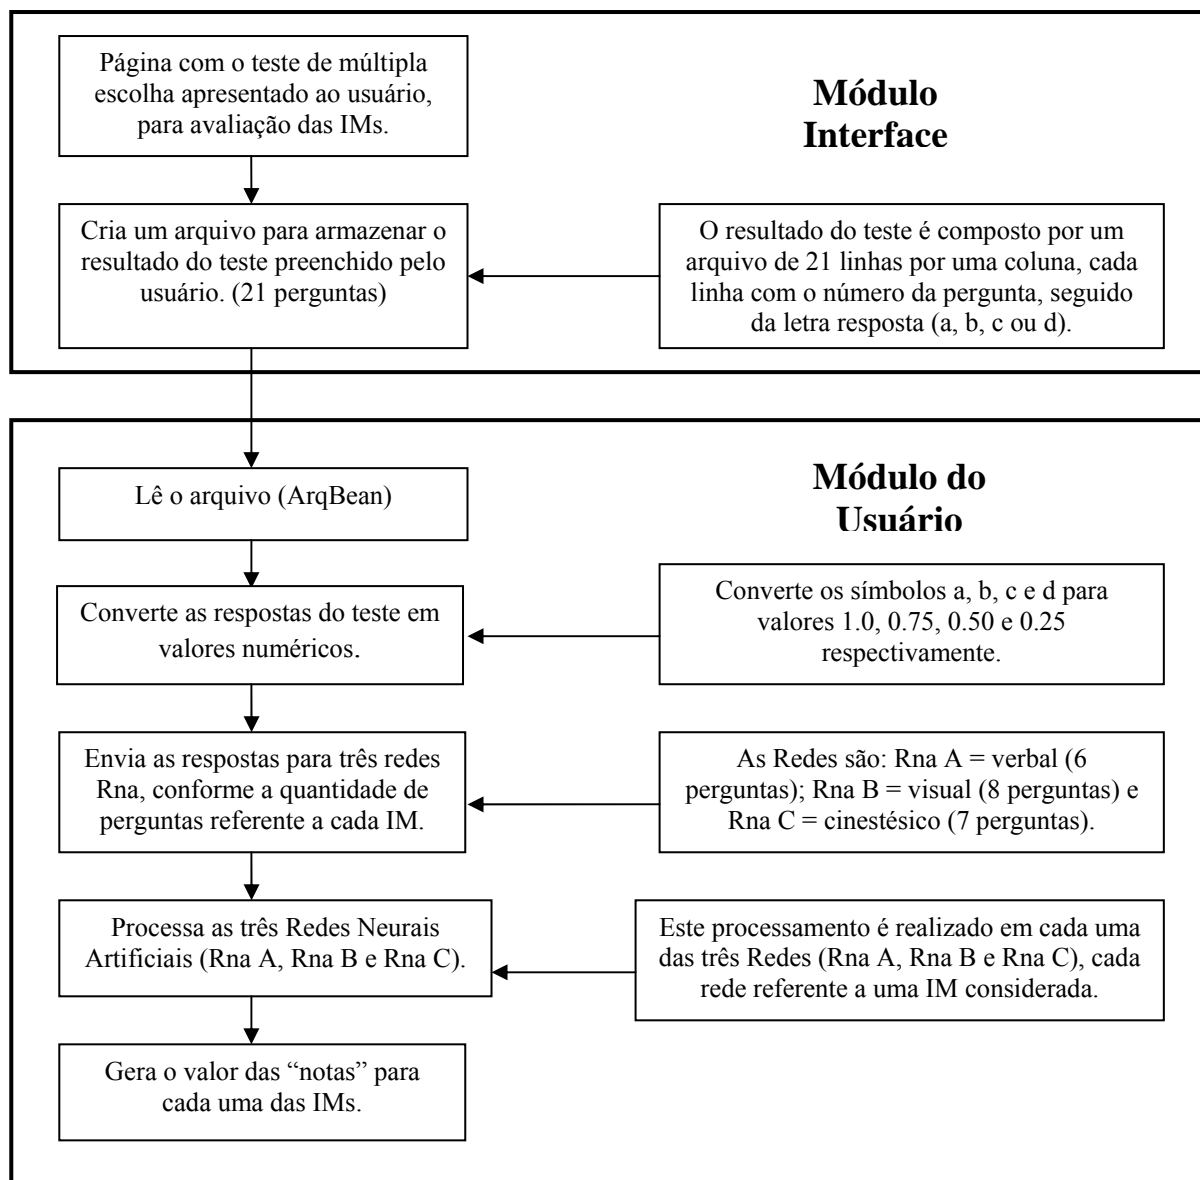 Página com o teste de múltipla
escolha apresentado ao usuário,
para avaliação das IMs.
Módulo
Interface
Cria um arquivo para armazenar o
resultado do teste preenchido pelo
usuário. (21 perguntas)
O resultado do teste é composto por um
arquivo de 21 linhas por uma coluna, cada
linha com o número da pergunta, seguido
da letra resposta (a, b, c ou d).
Lê o arquivo (ArqBean)
Módulo do
Usuário
Converte as respostas do teste em
valores numéricos.
Converte os símbolos a, b, c e d para
valores 1.0, 0.75, 0.50 e 0.25
respectivamente.
Envia as respostas para três redes
Rna, conforme a quantidade de
perguntas referente a cada IM.
As Redes são: Rna A = verbal (6
perguntas); Rna B = visual (8 perguntas) e
Rna C = cinestésico (7 perguntas).
Processa as três Redes Neurais
Artificiais (Rna A, Rna B e Rna C).
Este processamento é realizado em cada uma
das três Redes (Rna A, Rna B e Rna C), cada
rede referente a uma IM considerada.
Gera o valor das “notas” para
cada uma das IMs.